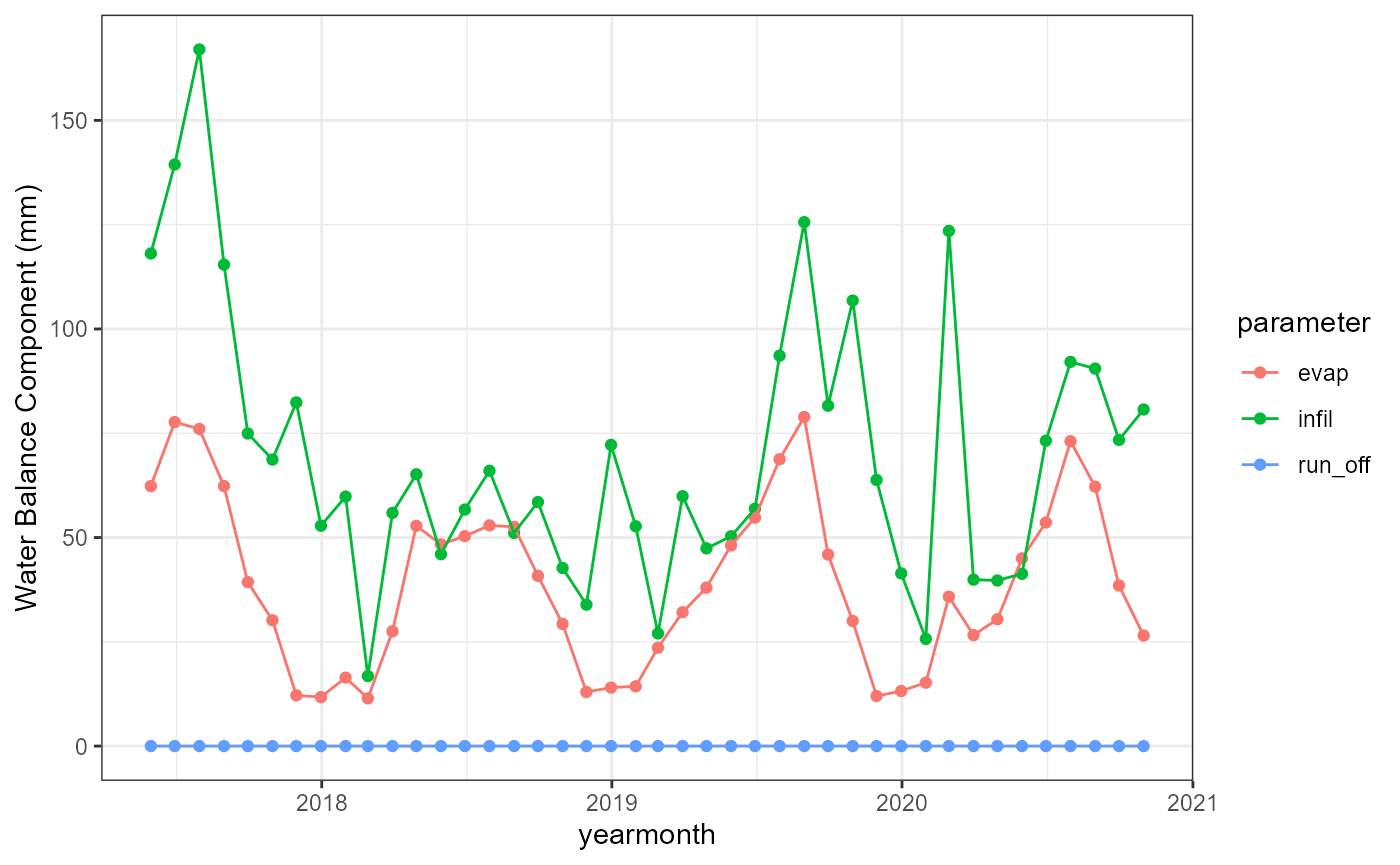 Water Balance Component (mm)
150
100
50
0
2018
2019
2020
2021
yearmonth
parameter
evap
infil
run_off